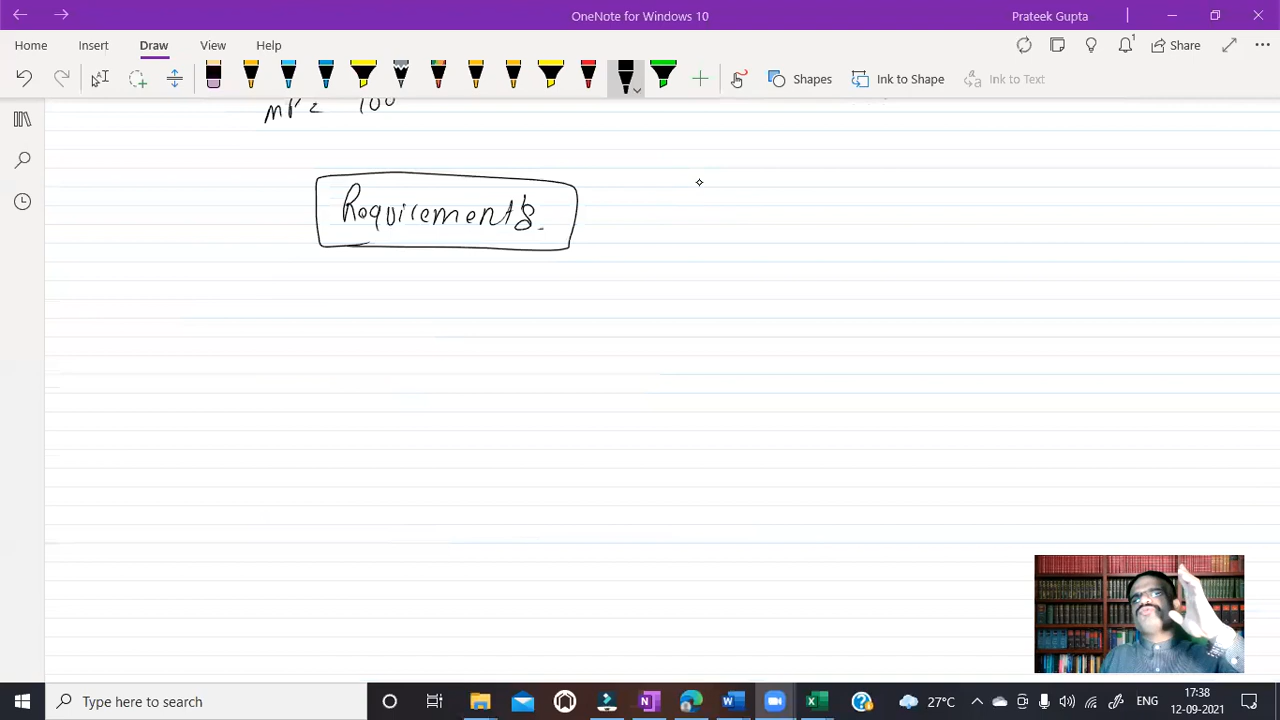 OneNote for Windows 10
Prateek Gupta
Home Insert Draw View Help
Share
Shapes Ink to Shape Ink to Text
Requirements.
Type here to search
27°C
ENG
17:38
12-09-2021